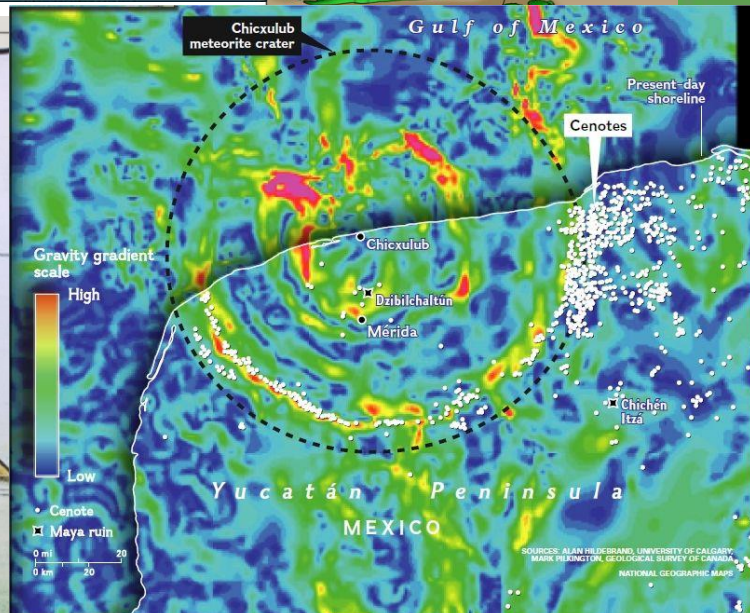 Gulf of Mexico
Chicxulub
meteorite crater
Present-day
shoreline
Cenotes
Chicxulub
Gravity gradient
scale
High
Low
Dzibilchaltún
Mérida
Chichén
Itzá
Yucatán Peninsula
MEXICO
Cenote
Maya ruin
0 mi 20
0 km 20
SOURCES: ALAN HILDEBRAND, UNIVERSITY OF CALGARY;
MARK PILKINGTON, GEOLOGICAL SURVEY OF CANADA
NATIONAL GEOGRAPHIC MAPS